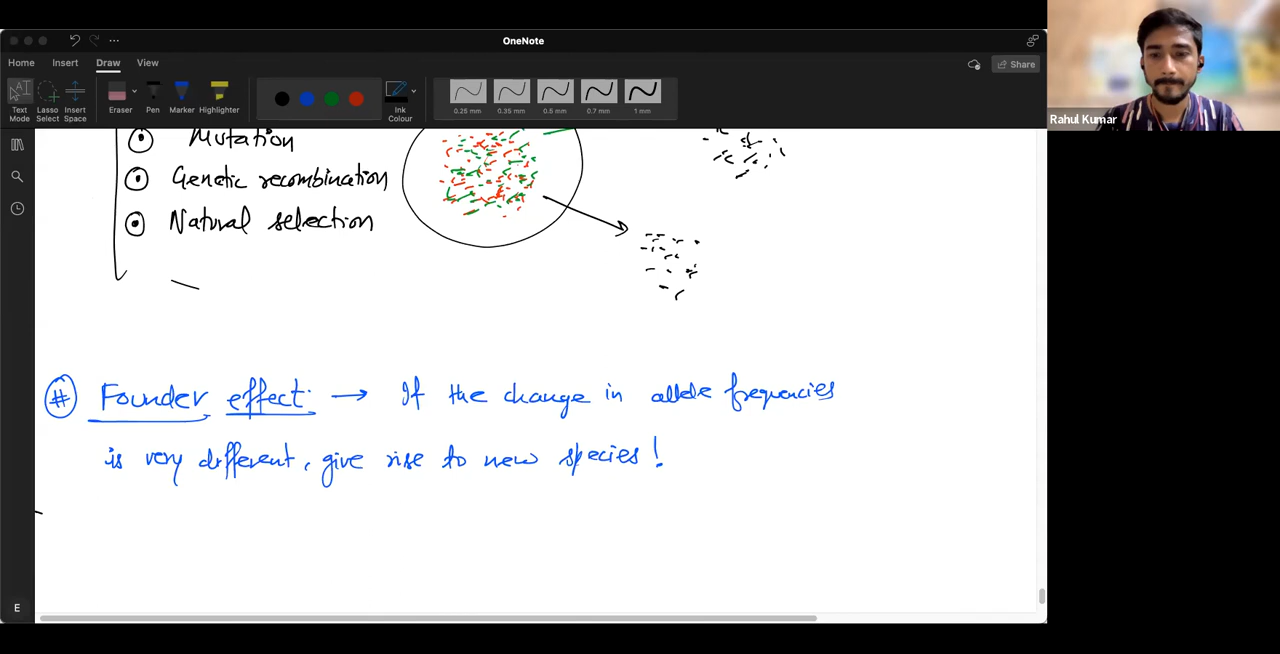 OneNote
Home Insert Draw View
Share
Text Mode
Lasso Select
Insert Space
Eraser
Pen
Marker
Highlighter
Ink Colour
0.25 mm 0.35 mm 0.5 mm 0.7 mm 1 mm
Rahul Kumar
Mutation
Genetic recombination
Natural selection
# Founder effect → If the change in allele frequencies
is very different, give rise to new species!
E